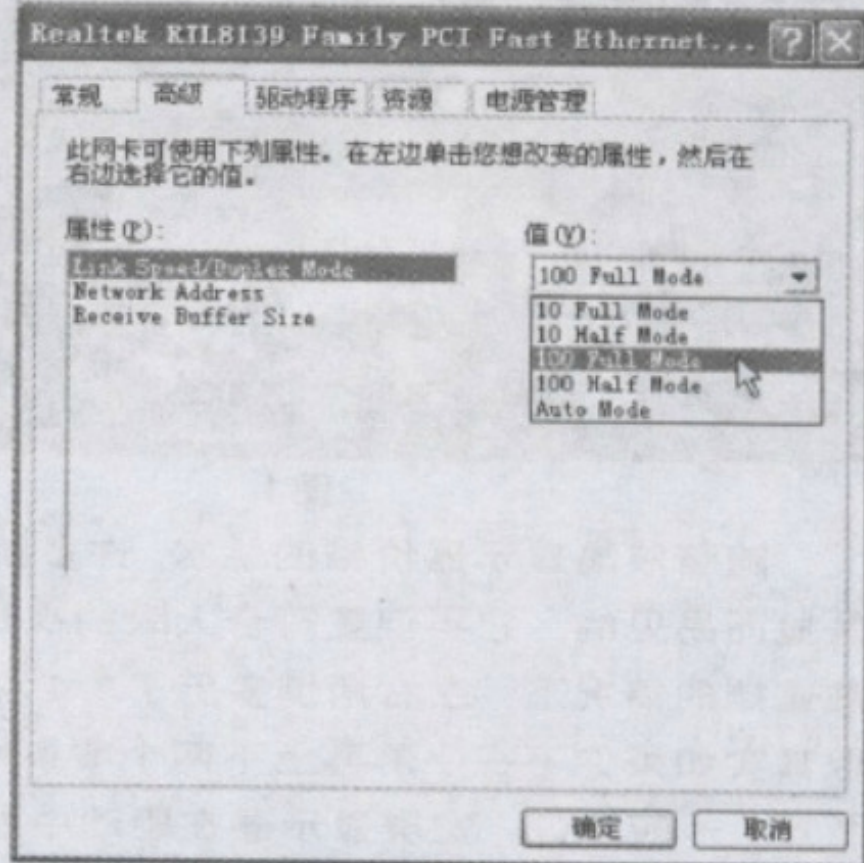 Realtek RTL8139 Family PCI Fast Ethernet...
常规 高级 驱动程序 资源 电源管理
此网卡可使用下列属性。在左边单击您想改变的属性，然后在
右边选择它的值。
属性(P):
值(V):
Link Speed/Duplex Mode
Network Address
Receive Buffer Size
100 Full Mode
10 Full Mode
10 Half Mode
100 Full Mode
100 Half Mode
Auto Mode
确定 取消